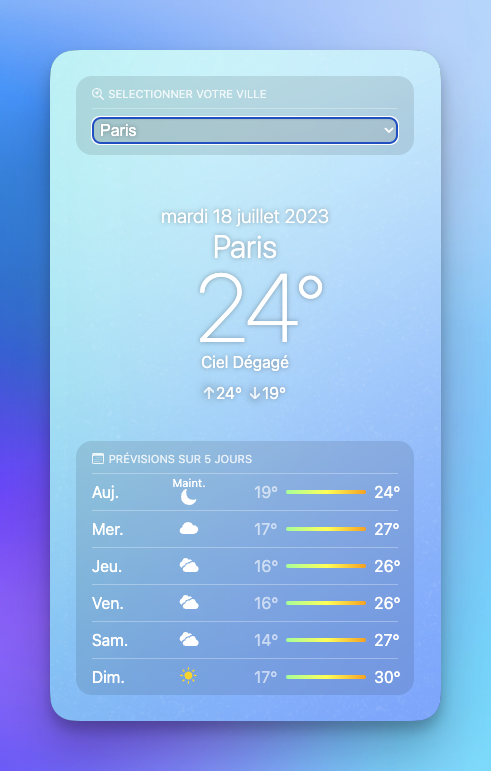 SELECTIONNER VOTRE VILLE
Paris
mardi 18 juillet 2023
Paris
24°
Ciel Dégagé
↑24° ↓19°
PRÉVISIONS SUR 5 JOURS
Auj. Maint. 19° 24°
Mer. 17° 27°
Jeu. 16° 26°
Ven. 16° 26°
Sam. 14° 27°
Dim. 17° 30°